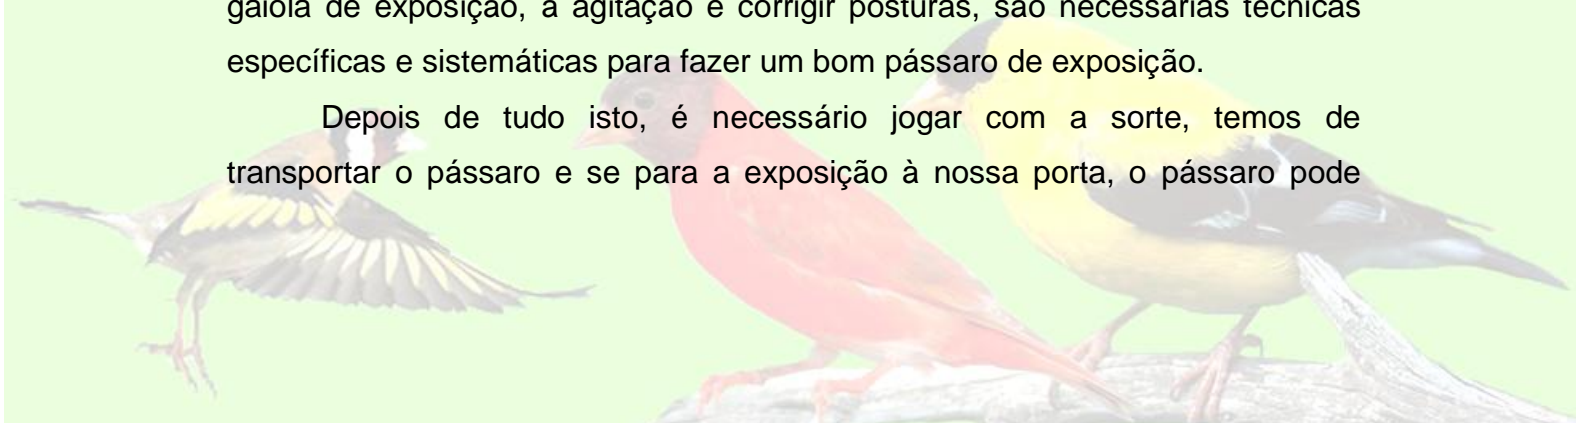 gaiola de exposição, à agitação e corrigir posturas, são necessárias técnicas
específicas e sistemáticas para fazer um bom pássaro de exposição.
Depois de tudo isto, é necessário jogar com a sorte, temos de
transportar o pássaro e se para a exposição à nossa porta, o pássaro pode